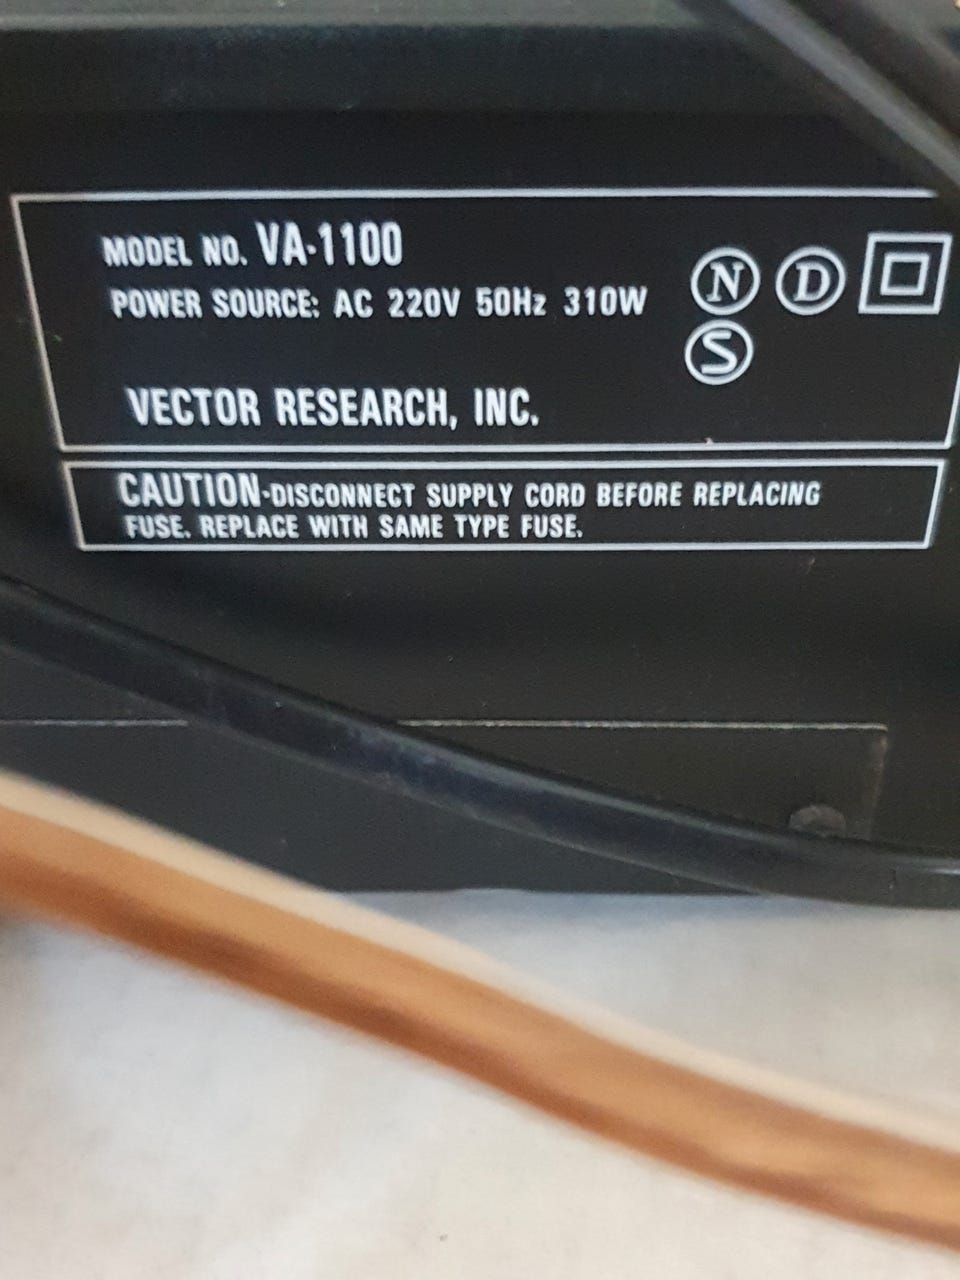 MODEL NO. VA-1100
POWER SOURCE: AC 220V 50Hz 310W
N D
S
VECTOR RESEARCH, INC.
CAUTION-DISCONNECT SUPPLY CORD BEFORE REPLACING
FUSE. REPLACE WITH SAME TYPE FUSE.